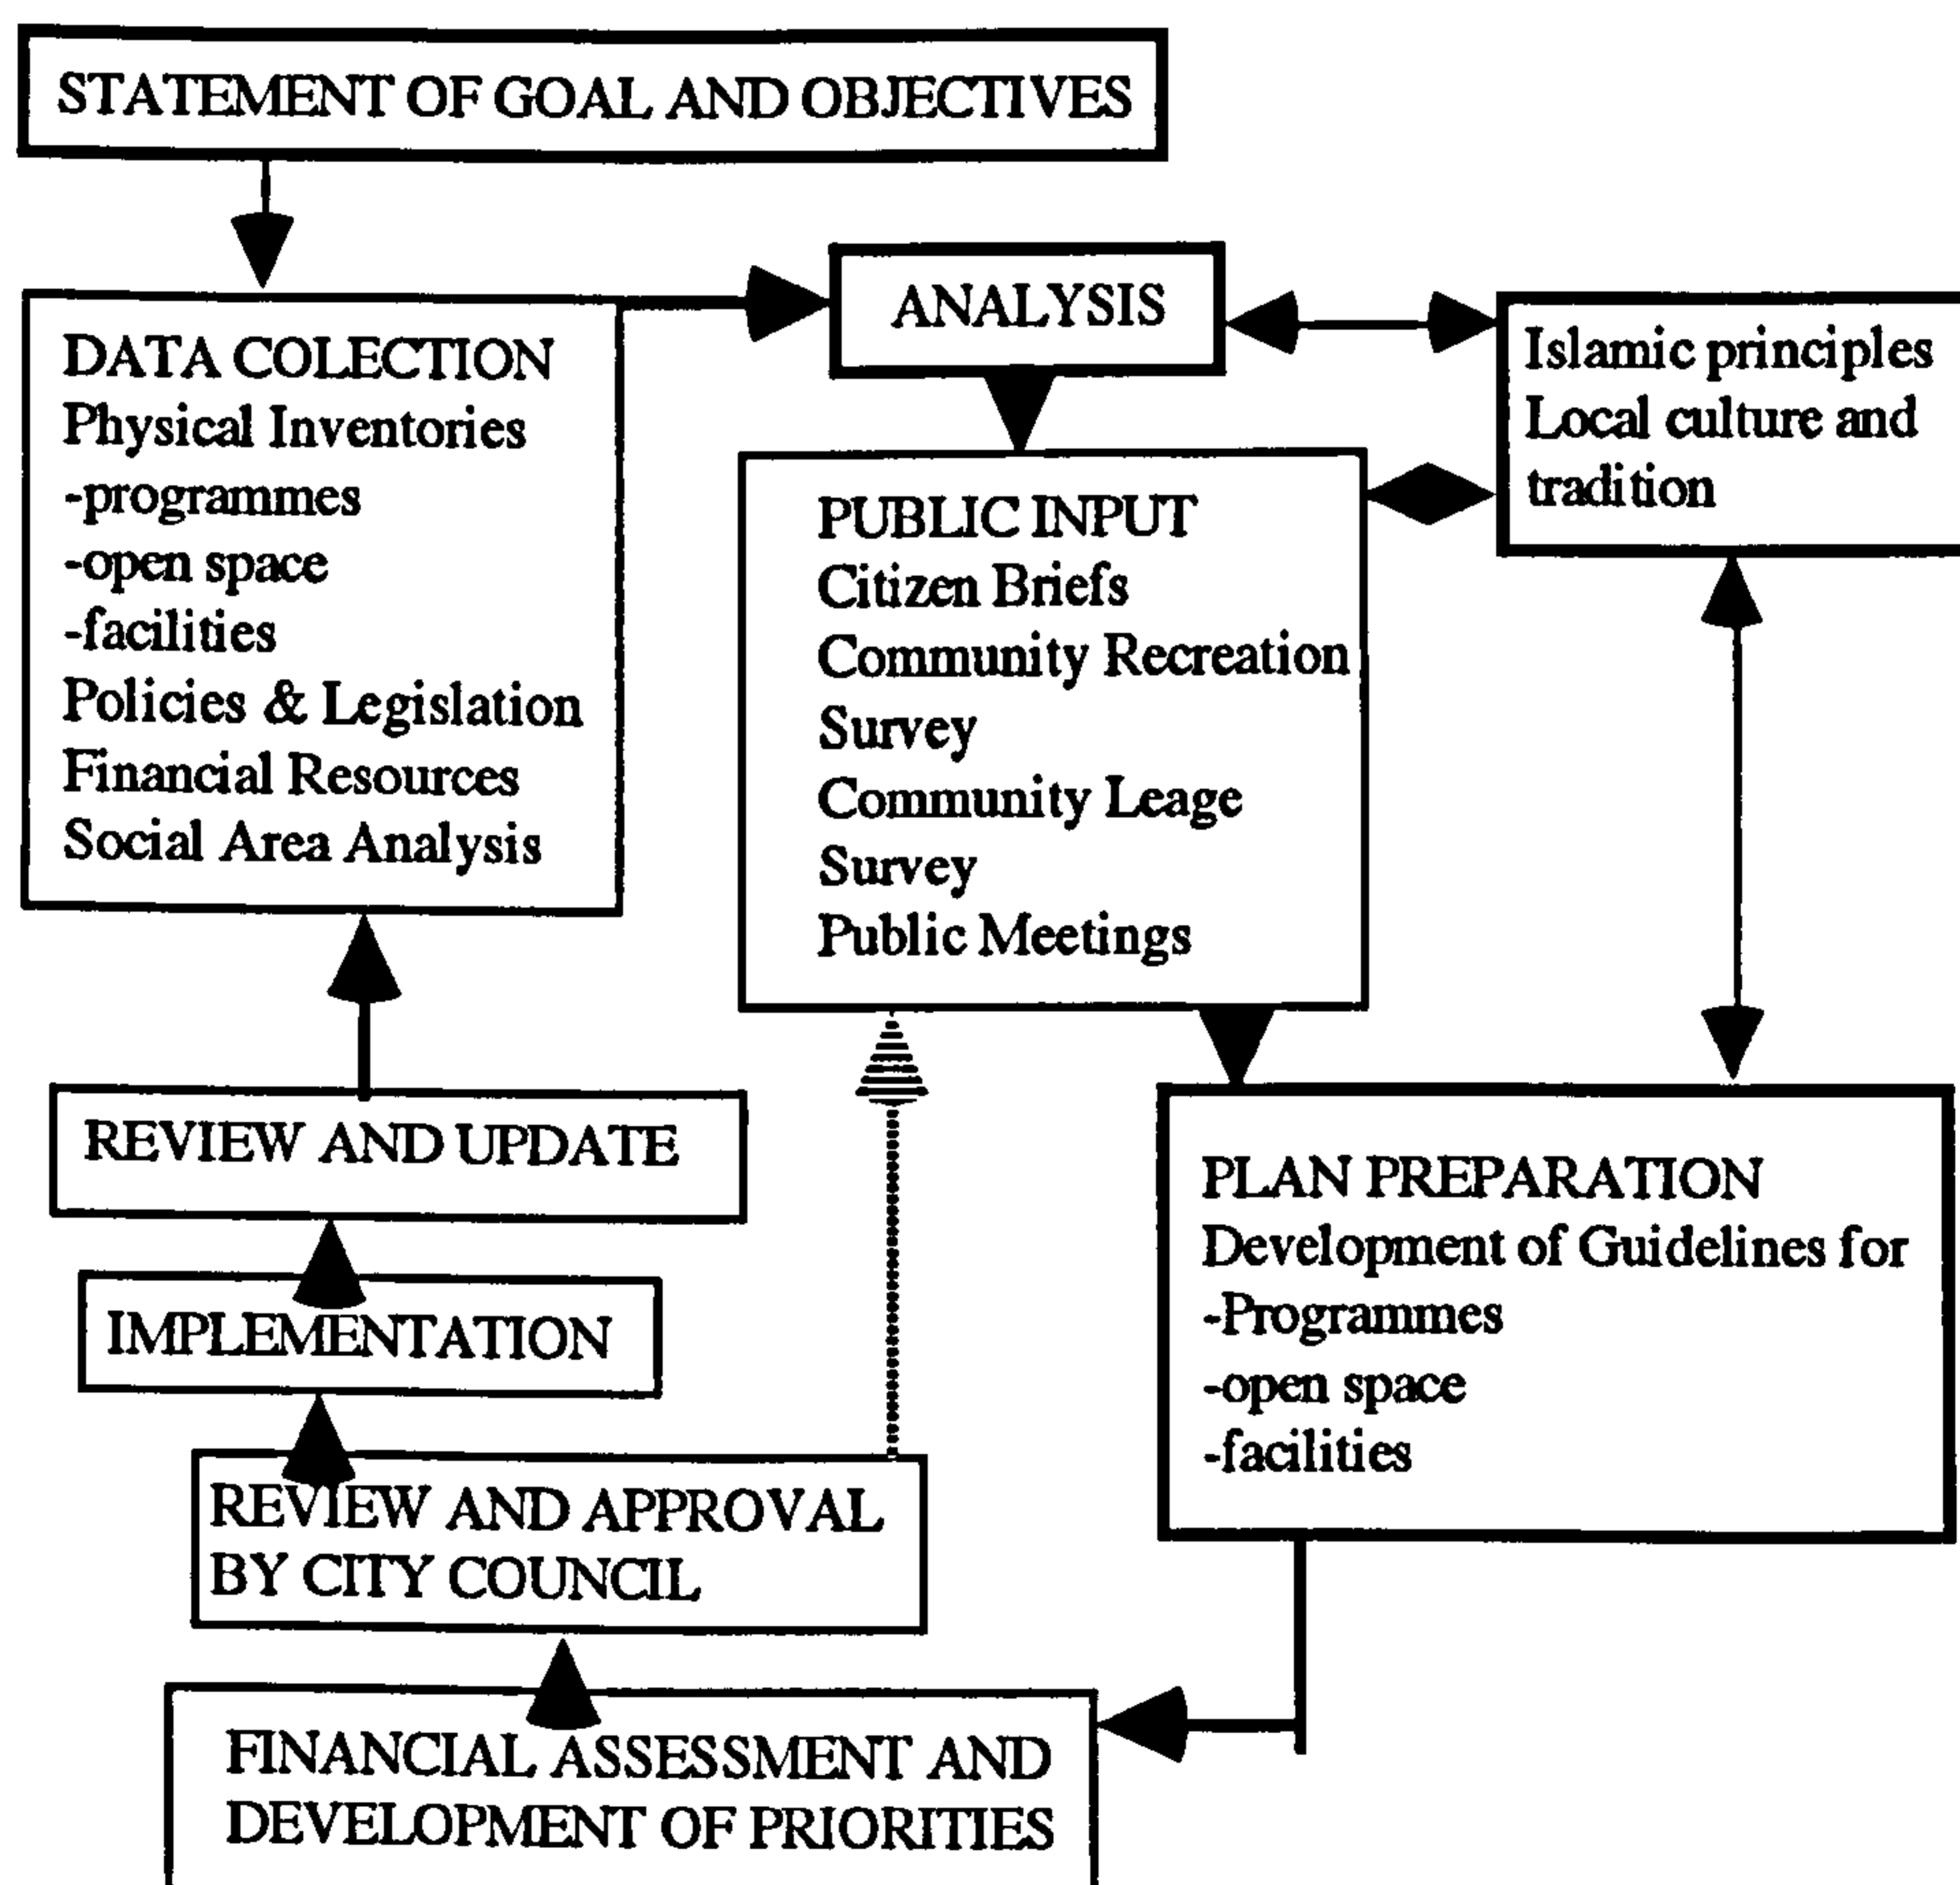 STATEMENT OF GOAL AND OBJECTIVES
DATA COLECTION
Physical Inventories
-programmes
-open space
-facilities
Policies & Legislation
Financial Resources
Social Area Analysis
ANALYSIS
Islamic principles
Local culture and
tradition
PUBLIC INPUT
Citizen Briefs
Community Recreation
Survey
Community Leage
Survey
Public Meetings
PLAN PREPARATION
Development of Guidelines for
-Programmes
-open space
-facilities
REVIEW AND UPDATE
IMPLEMENTATION
REVIEW AND APPROVAL
BY CITY COUNCIL
FINANCIAL ASSESSMENT AND
DEVELOPMENT OF PRIORITIES